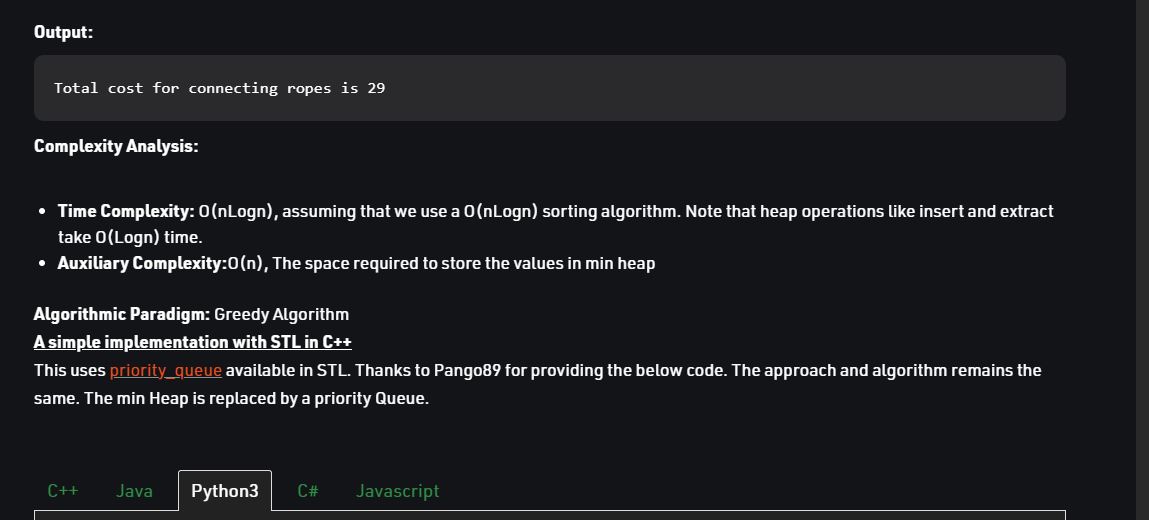 Output:
Total cost for connecting ropes is 29
Complexity Analysis:
• Time Complexity: O(nLogn), assuming that we use a O(nLogn) sorting algorithm. Note that heap operations like insert and extract
take O(Logn) time.
• Auxiliary Complexity:O(n), The space required to store the values in min heap
Algorithmic Paradigm: Greedy Algorithm
A simple implementation with STL in C++
This uses priority_queue available in STL. Thanks to Pango89 for providing the below code. The approach and algorithm remains the
same. The min Heap is replaced by a priority Queue.
C++ Java Python3 C# Javascript